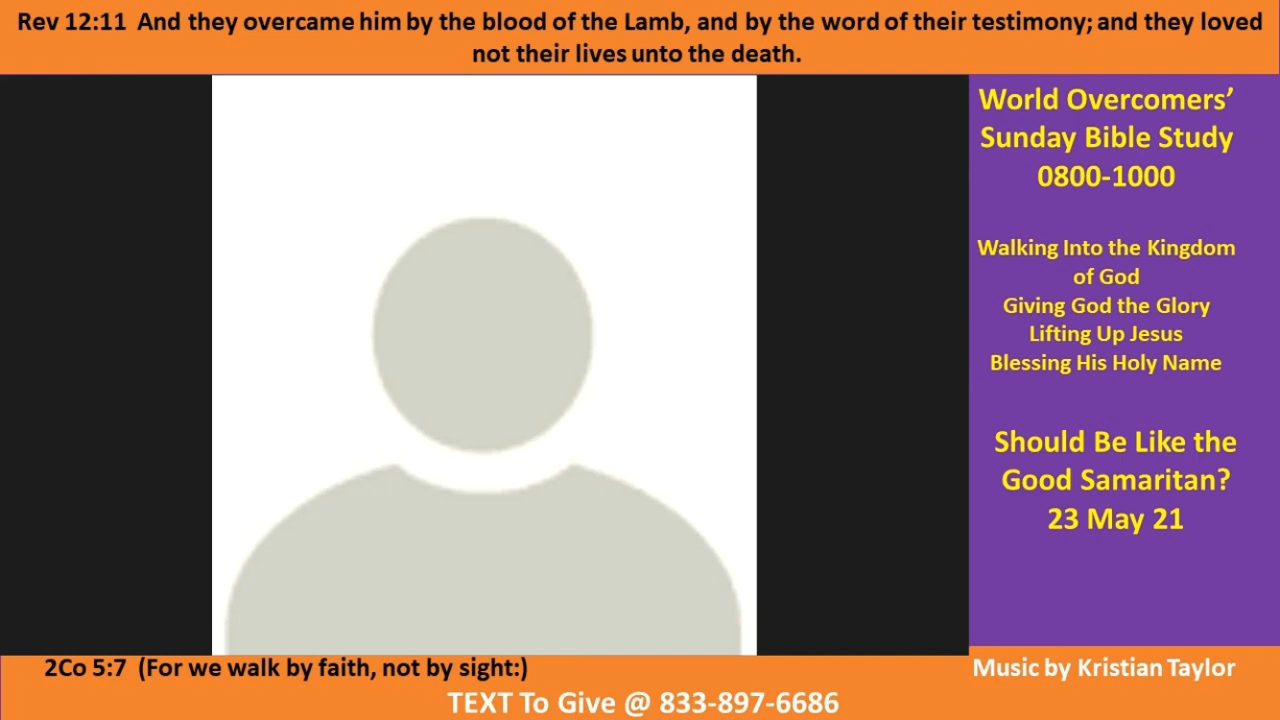 Rev 12:11  And they overcame him by the blood of the Lamb, and by the word of their testimony; and they loved
not their lives unto the death.
World Overcomers’
Sunday Bible Study
0800-1000
Walking Into the Kingdom
of God
Giving God the Glory
Lifting Up Jesus
Blessing His Holy Name
Should Be Like the
Good Samaritan?
23 May 21
2Co 5:7  (For we walk by faith, not by sight:)
Music by Kristian Taylor
TEXT To Give @ 833-897-6686